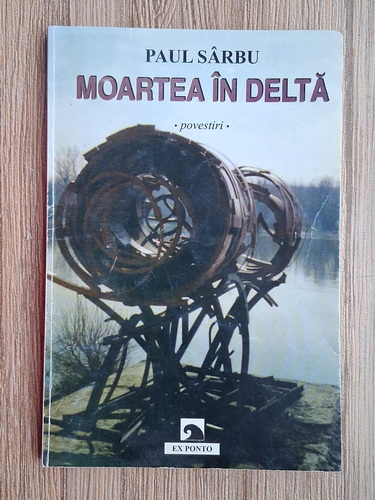 PAUL SÂRBU
MOARTEA ÎN DELTĂ
• povestiri •
EX PONTO